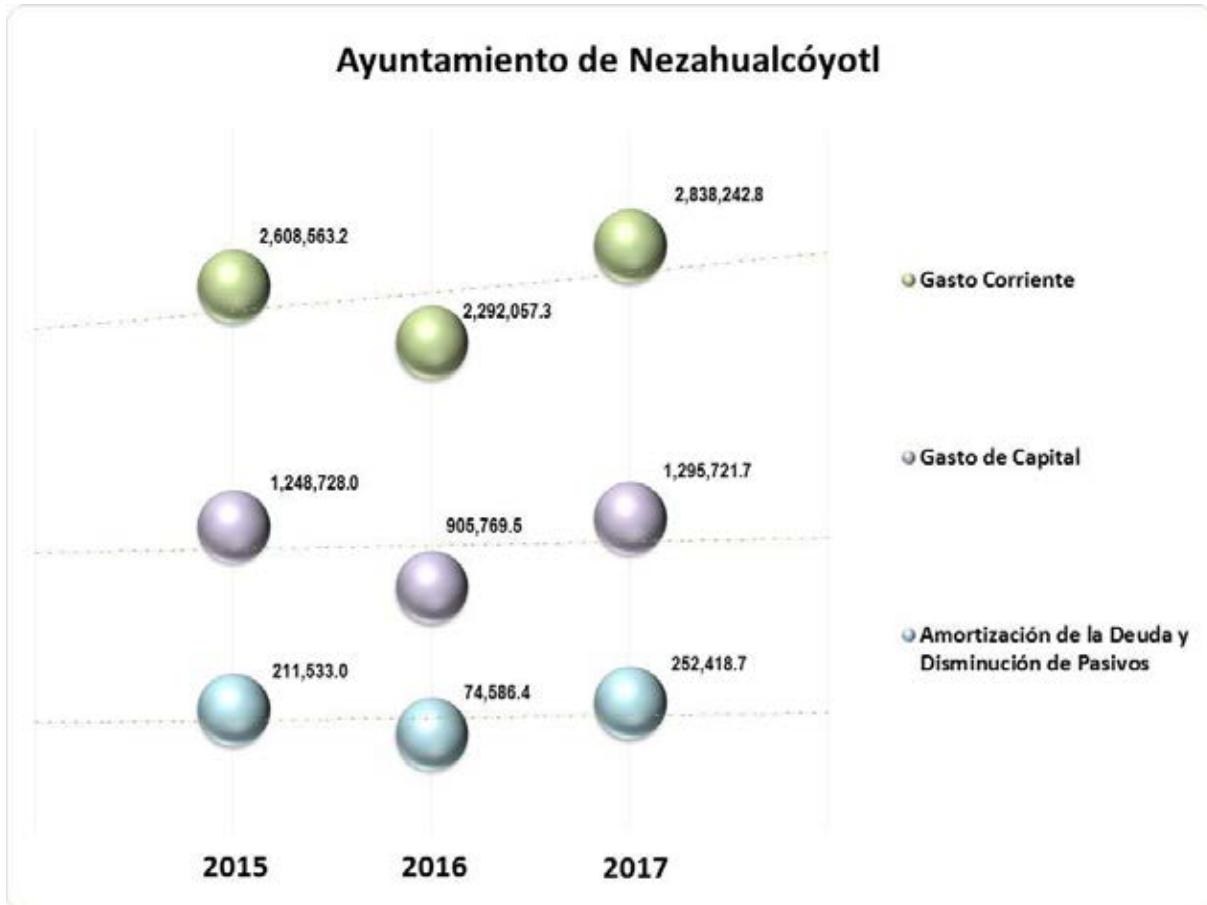 Ayuntamiento de Nezahualcóyotl
2,838,242.8
2,608,563.2
2,292,057.3
Gasto Corriente
1,248,728.0
905,769.5
1,295,721.7
Gasto de Capital
211,533.0
74,586.4
252,418.7
Amortización de la Deuda y
Disminución de Pasivos
2015
2016
2017